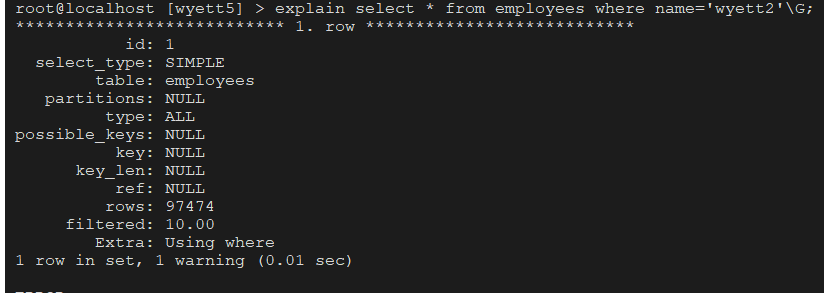 root@localhost [wyett5] > explain select * from employees where name='wyett2'\G;
*************************** 1. row ***************************
id: 1
select_type: SIMPLE
table: employees
partitions: NULL
type: ALL
possible_keys: NULL
key: NULL
key_len: NULL
ref: NULL
rows: 97474
filtered: 10.00
Extra: Using where
1 row in set, 1 warning (0.01 sec)